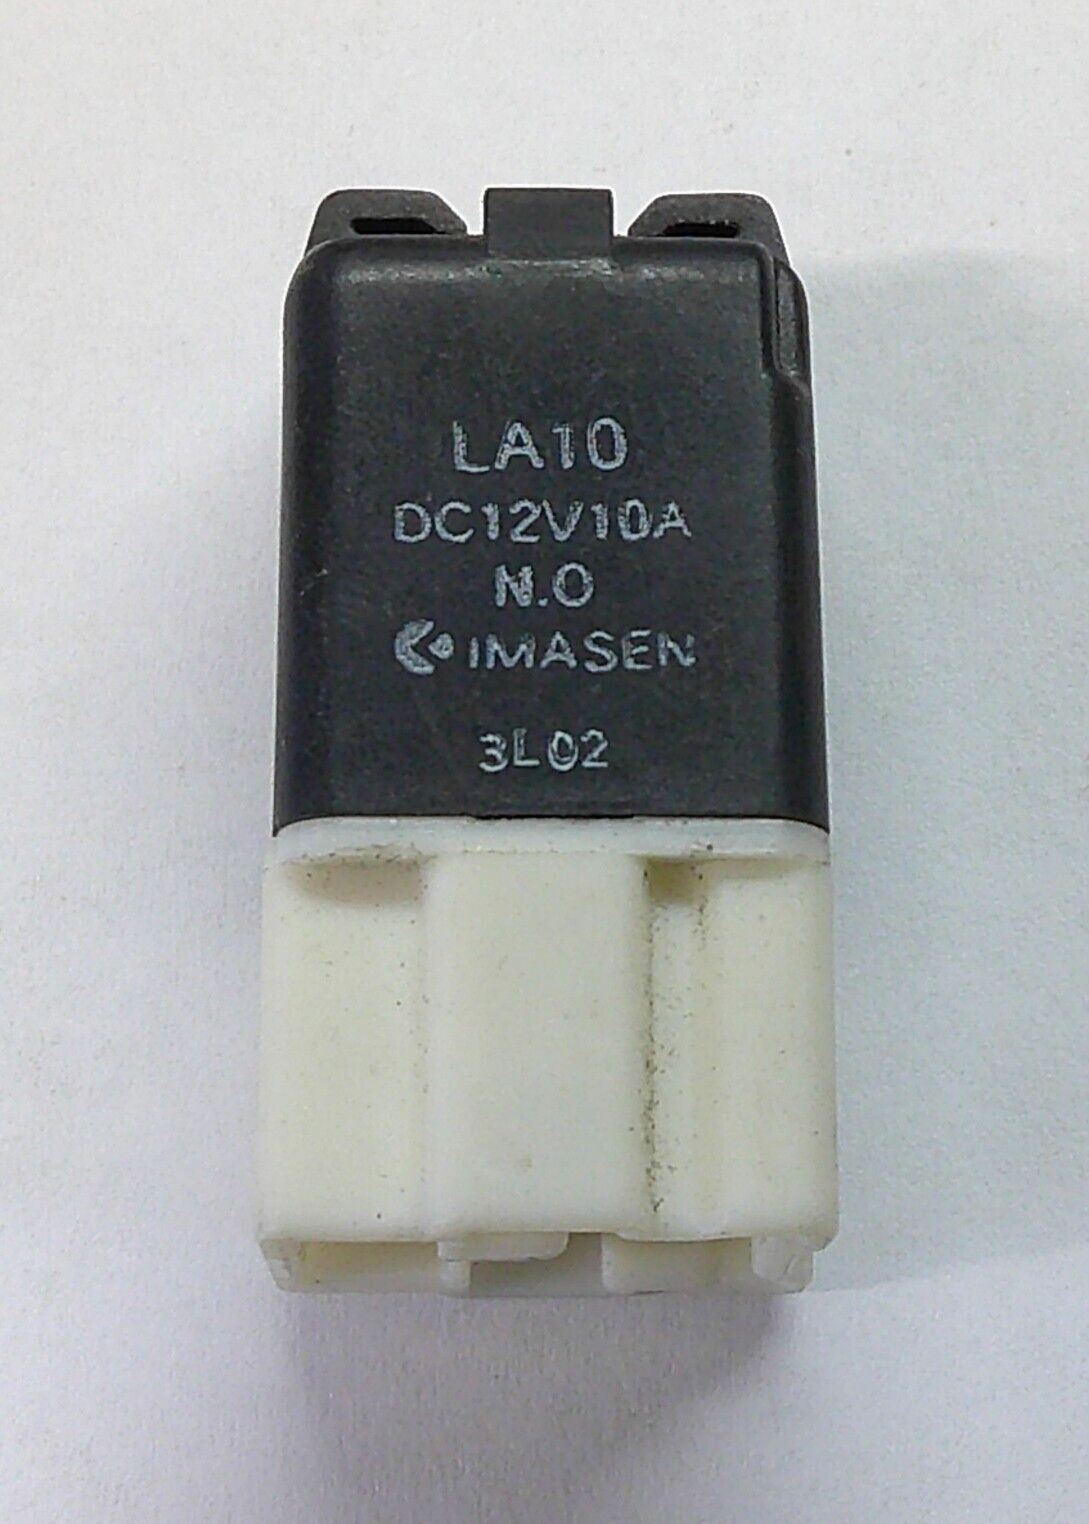 LA10
DC12V10A
N.O
IMASEN
3L02